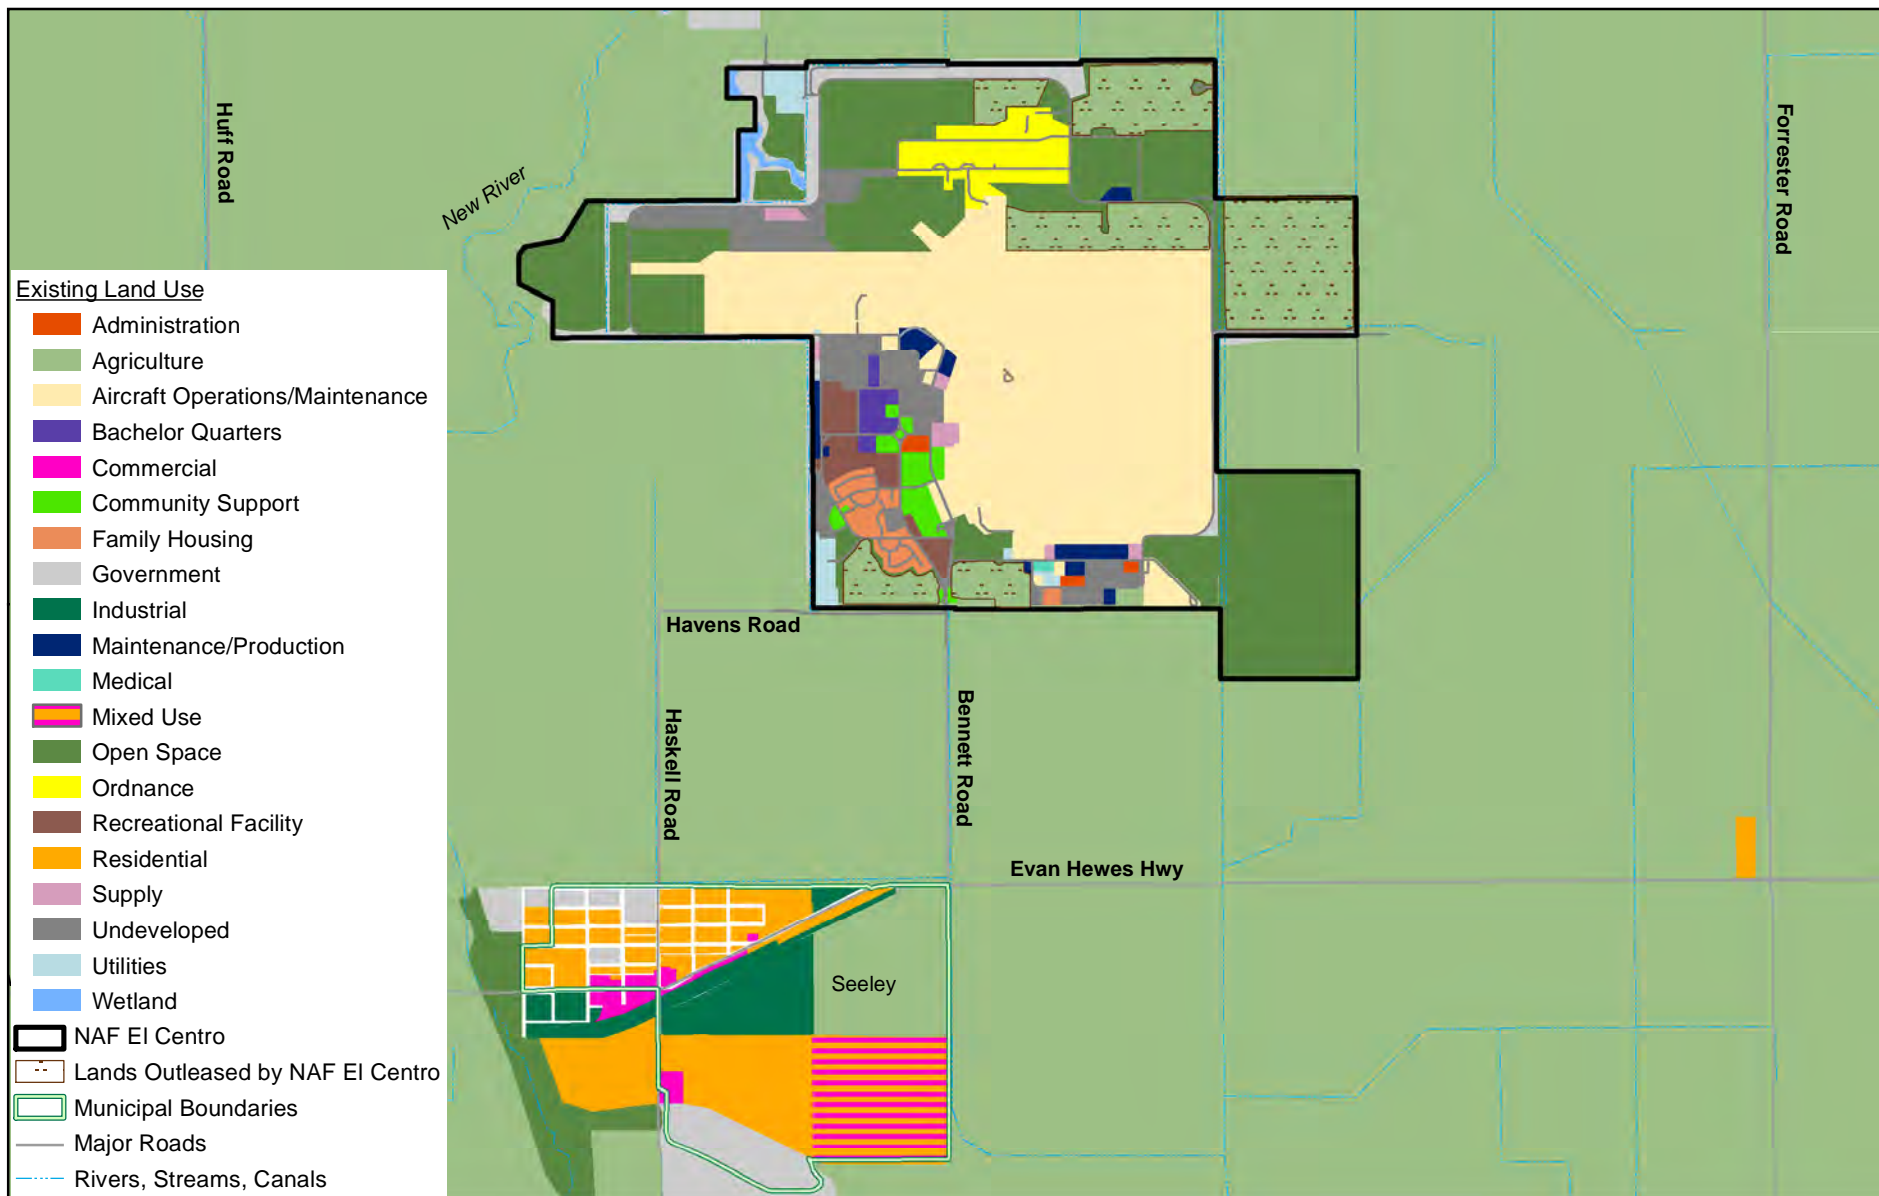 Huff Road
New River
Forrester Road
Existing Land Use
Administration
Agriculture
Aircraft Operations/Maintenance
Bachelor Quarters
Commercial
Community Support
Family Housing
Government
Industrial
Maintenance/Production
Medical
Mixed Use
Open Space
Ordnance
Recreational Facility
Residential
Supply
Undeveloped
Utilities
Wetland
NAF El Centro
Lands Outleased by NAF El Centro
Municipal Boundaries
Major Roads
Rivers, Streams, Canals
Havens Road
Haskell Road
Bennett Road
Evan Hewes Hwy
Seeley